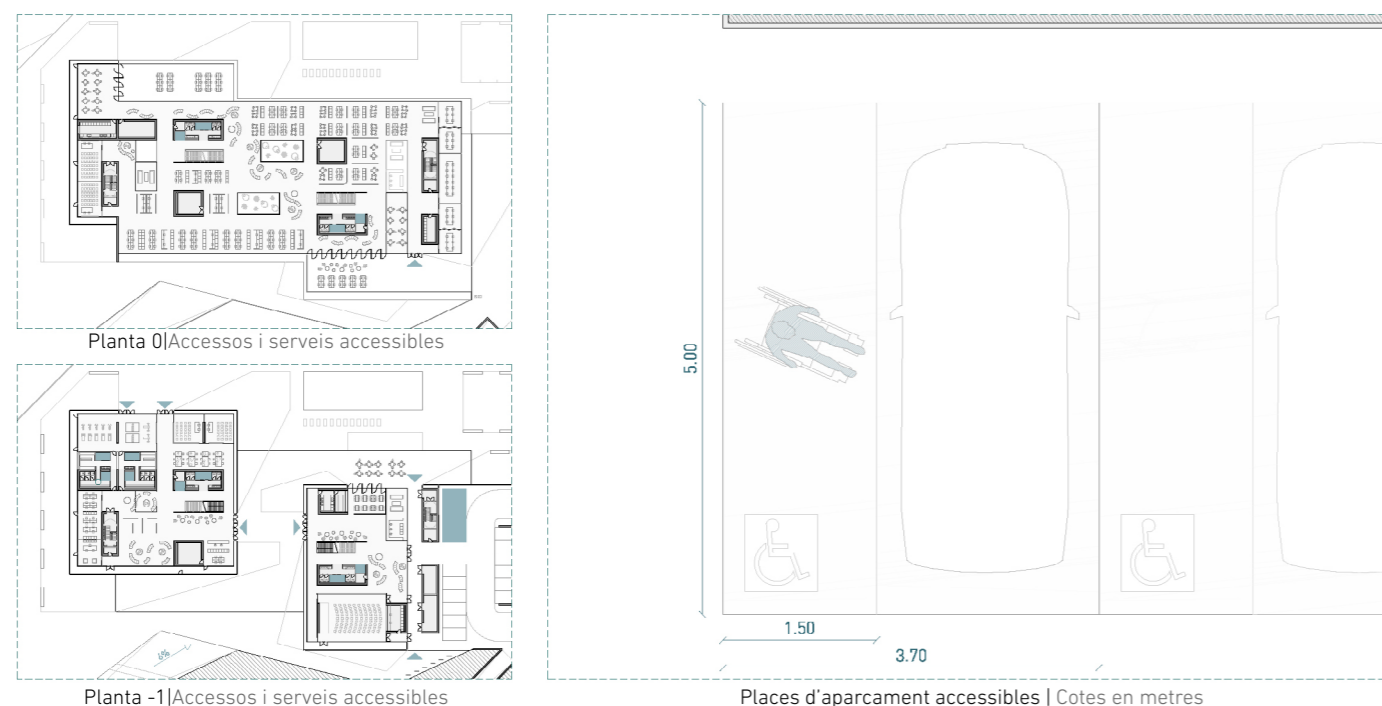 Planta 0|Accessos i serveis accessibles
6%
Planta -1|Accessos i serveis accessibles
5.00
1.50
3.70
Places d'aparcament accessibles | Cotes en metres